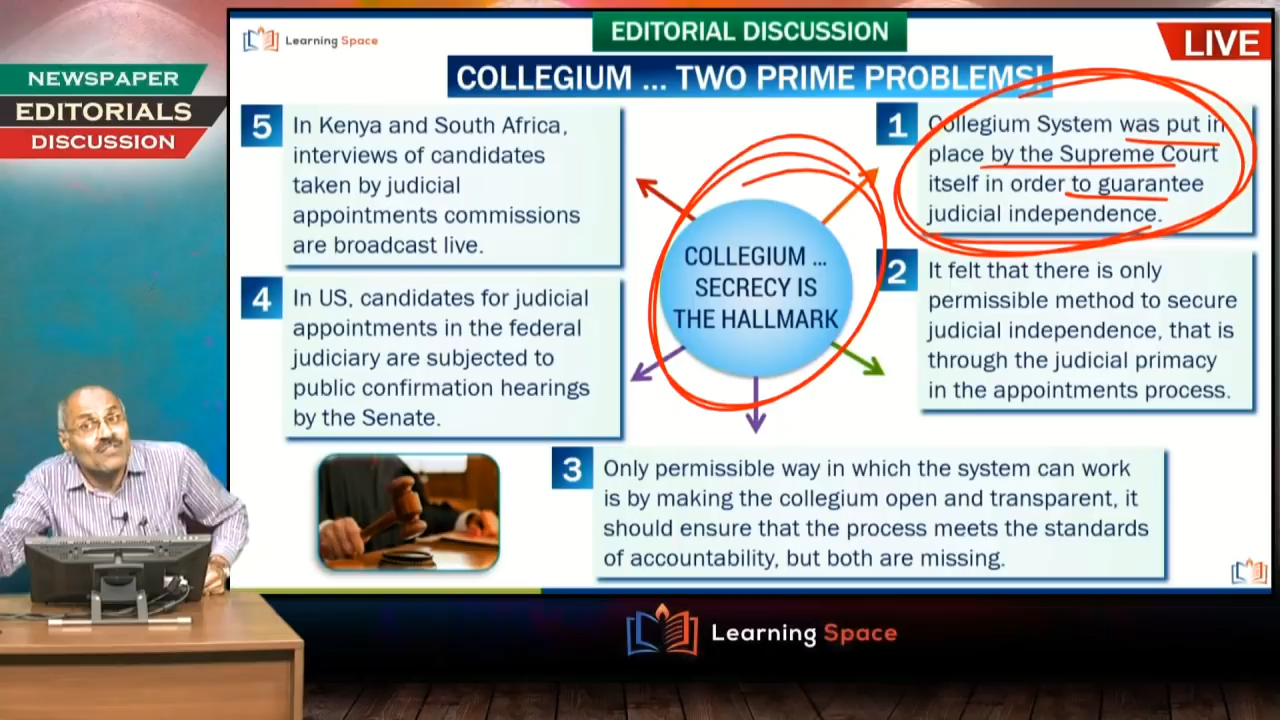 EDITORIAL DISCUSSION
Learning Space
LIVE
NEWSPAPER
EDITORIALS
DISCUSSION
COLLEGIUM ... TWO PRIME PROBLEMS!
1
Collegium System was put in
place by the Supreme Court
itself in order to guarantee
judicial independence.
2
It felt that there is only
permissible method to secure
judicial independence, that is
through the judicial primacy
in the appointments process.
3
Only permissible way in which the system can work
is by making the collegium open and transparent, it
should ensure that the process meets the standards
of accountability, but both are missing.
4
In US, candidates for judicial
appointments in the federal
judiciary are subjected to
public confirmation hearings
by the Senate.
5
In Kenya and South Africa,
interviews of candidates
taken by judicial
appointments commissions
are broadcast live.
COLLEGIUM ...
SECRECY IS
THE HALLMARK
Learning Space